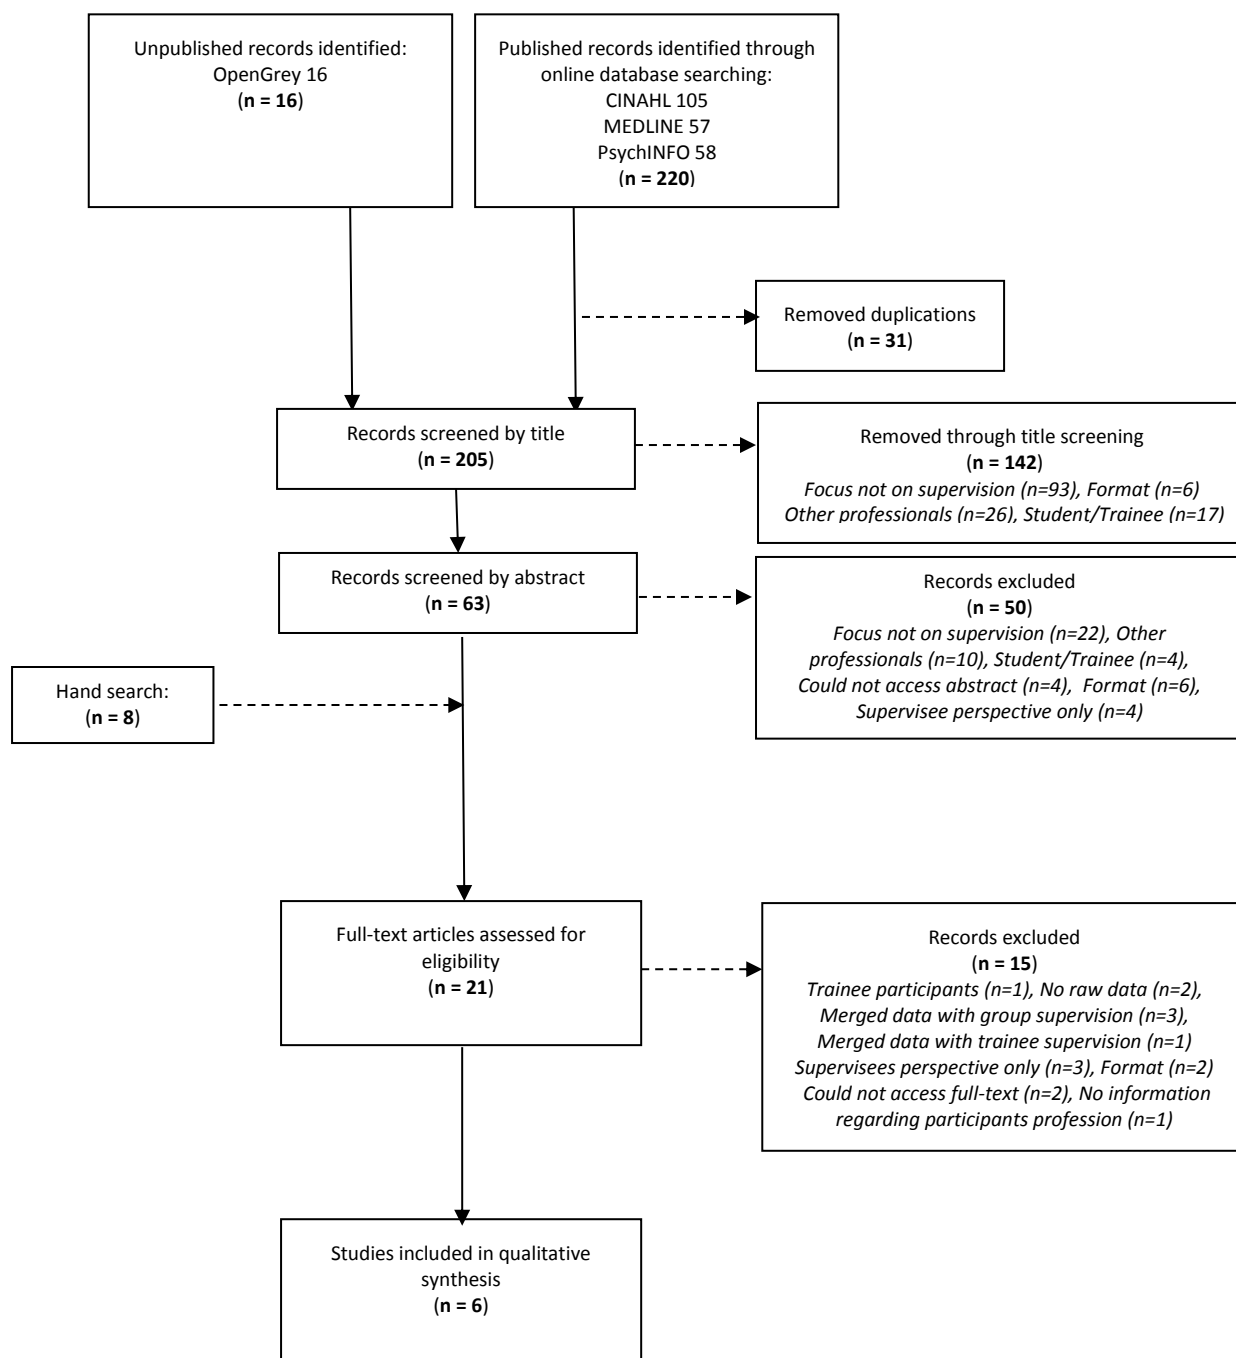 Unpublished records identified:
OpenGrey 16
(n = 16)
Published records identified through
online database searching:
CINAHL 105
MEDLINE 57
PsychINFO 58
(n = 220)
Removed duplications
(n = 31)
Records screened by title
(n = 205)
Removed through title screening
(n = 142)
Focus not on supervision (n=93), Format (n=6)
Other professionals (n=26), Student/Trainee (n=17)
Records screened by abstract
(n = 63)
Records excluded
(n = 50)
Focus not on supervision (n=22), Other
professionals (n=10), Student/Trainee (n=4),
Could not access abstract (n=4), Format (n=6),
Supervisee perspective only (n=4)
Hand search:
(n = 8)
Full-text articles assessed for
eligibility
(n = 21)
Records excluded
(n = 15)
Trainee participants (n=1), No raw data (n=2),
Merged data with group supervision (n=3),
Merged data with trainee supervision (n=1)
Supervisees perspective only (n=3), Format (n=2)
Could not access full-text (n=2), No information
regarding participants profession (n=1)
Studies included in qualitative
synthesis
(n = 6)